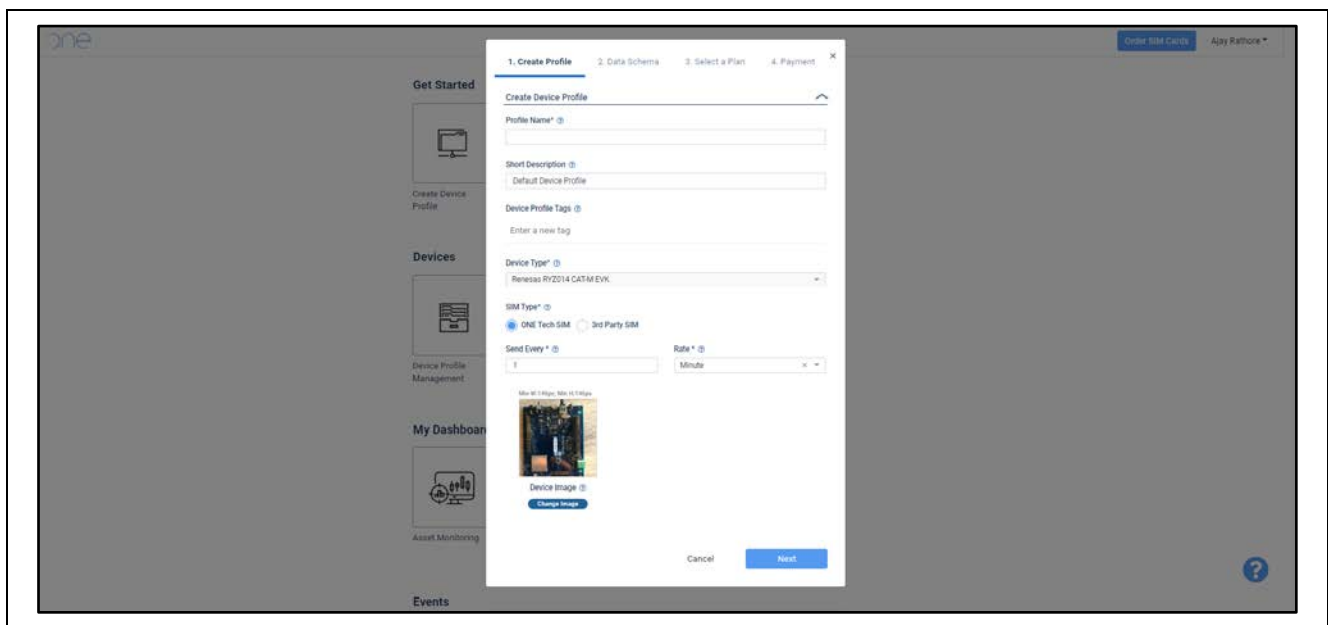 one
Order SIM Cards
Ajay Rathore
1. Create Profile
2. Data Schema
3. Select a Plan
4. Payment
×
Get Started
Create Device Profile
Profile Name*
Short Description
Default Device Profile
Create Device
Profile
Device Profile Tags
Enter a new tag
Devices
Device Type*
Renesas RYZ014 CAT-M EVK
SIM Type*
ONE Tech SIM
3rd Party SIM
Send Every *
Rate *
1
Minute
×
Device Profile
Management
My Dashboar
Device Image
Change Image
Asset Monitoring
Cancel
Next
Events
?